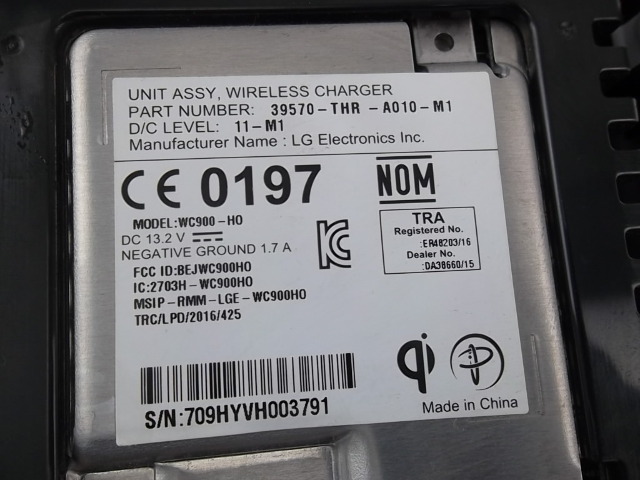 UNIT ASSY, WIRELESS CHARGER
PART NUMBER: 39570-THR -A010-M1
D/C LEVEL: 11-M1
Manufacturer Name : LG Electronics Inc.
CE 0197 NOM
MODEL:WC900-HO
DC 13.2 V
NEGATIVE GROUND 1.7 A
TRA
Registered No.
:ER48203/16
Dealer No.
:DA38660/15
FCC ID:BEJWC900HO
IC:2703H-WC900HO
MSIP-RMM-LGE-WC900HO
TRC/LPD/2016/425
qi
S/N:709HYVH003791
Made in China